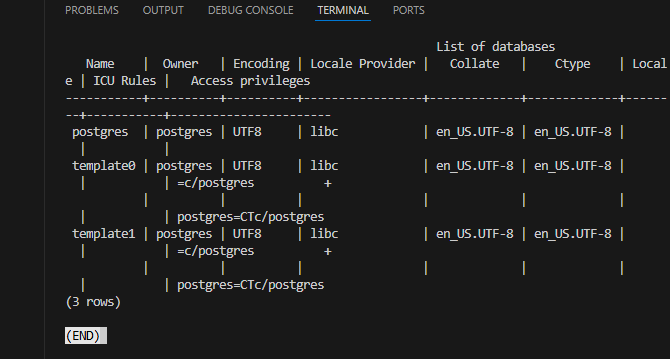 PROBLEMS OUTPUT DEBUG CONSOLE TERMINAL PORTS
List of databases
Name | Owner | Encoding | Locale Provider | Collate | Ctype | Local
e | ICU Rules | Access privileges
-----------+----------+----------+-----------------+-------------+-------------+------
--+-----------+-----------------------
postgres | postgres | UTF8 | libc | en_US.UTF-8 | en_US.UTF-8 |
| |
template0 | postgres | UTF8 | libc | en_US.UTF-8 | en_US.UTF-8 |
| | =c/postgres +
| | | | | |
| | postgres=CTc/postgres
template1 | postgres | UTF8 | libc | en_US.UTF-8 | en_US.UTF-8 |
| | =c/postgres +
| | | | | |
| | postgres=CTc/postgres
(3 rows)
(END)